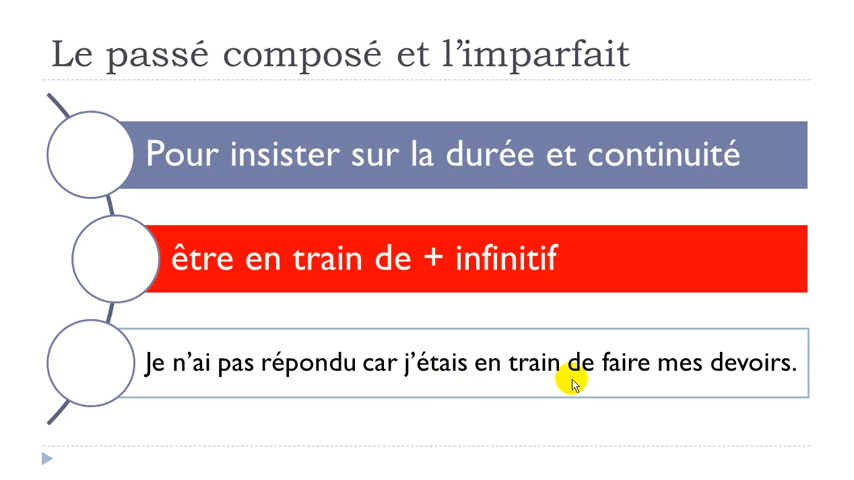 Le passé composé et l’imparfait
Pour insister sur la durée et continuité
être en train de + infinitif
Je n’ai pas répondu car j’étais en train de faire mes devoirs.